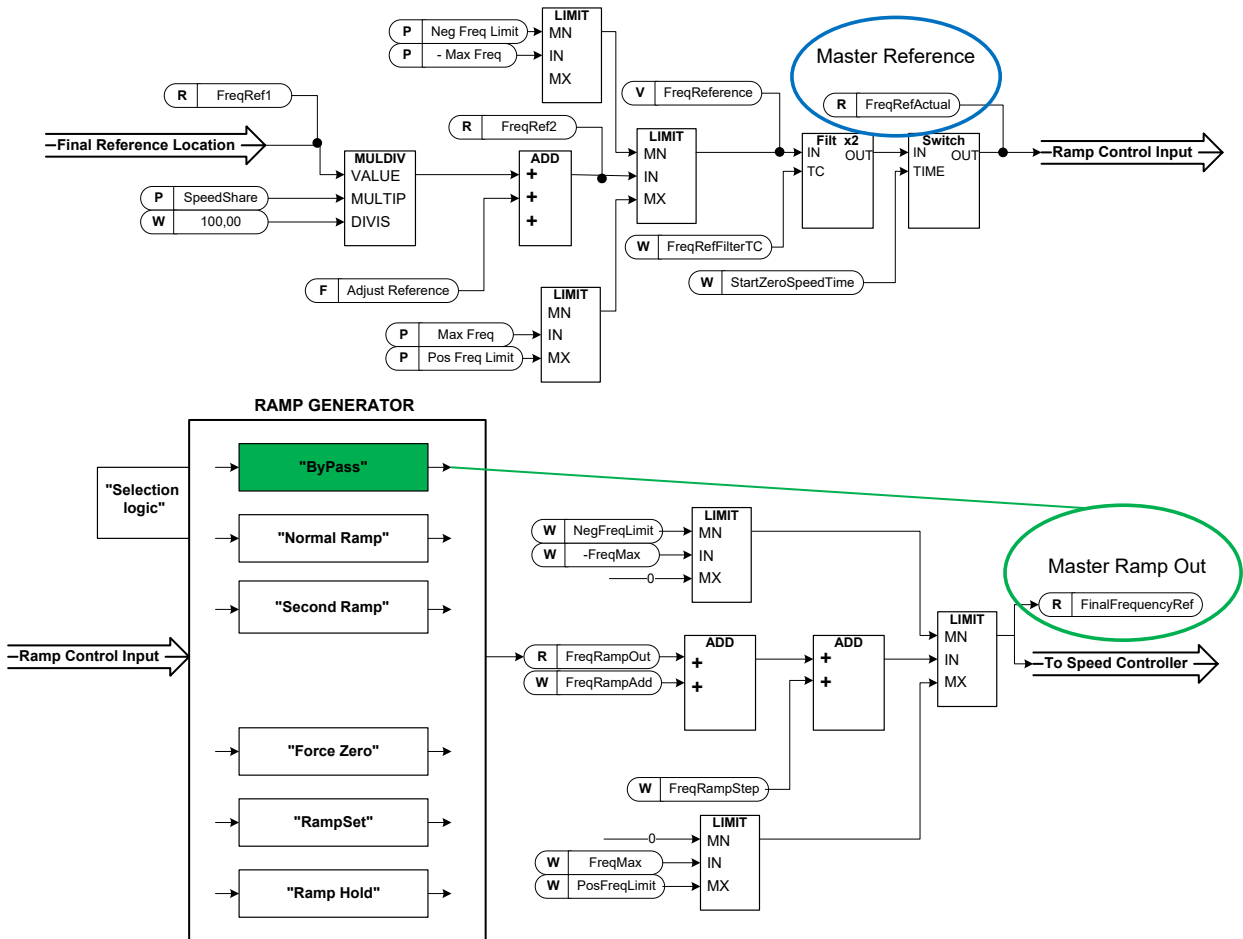 LIMIT
P Neg Freq Limit MN
P - Max Freq IN
MX
Master Reference
R FreqRef1
V FreqReference
R FreqRefActual
R FreqRef2
Final Reference Location
LIMIT
MN
IN
MX
Filt x2
IN OUT
TC
Switch
IN OUT
TIME
Ramp Control Input
MULDIV
VALUE
MULTIP
DIVIS
ADD
+
+
+
P SpeedShare
W 100,00
W FreqRefFilterTC
W StartZeroSpeedTime
F Adjust Reference
LIMIT
MN
P Max Freq IN
P Pos Freq Limit MX
RAMP GENERATOR
"ByPass"
"Selection
logic"
"Normal Ramp"
"Second Ramp"
Ramp Control Input
"Force Zero"
"RampSet"
"Ramp Hold"
LIMIT
W NegFreqLimit MN
W -FreqMax IN
0 MX
Master Ramp Out
R FinalFrequencyRef
LIMIT
MN
IN
MX
To Speed Controller
R FreqRampOut
W FreqRampAdd
ADD
+
+
ADD
+
+
W FreqRampStep
LIMIT
0 MN
W FreqMax IN
W PosFreqLimit MX